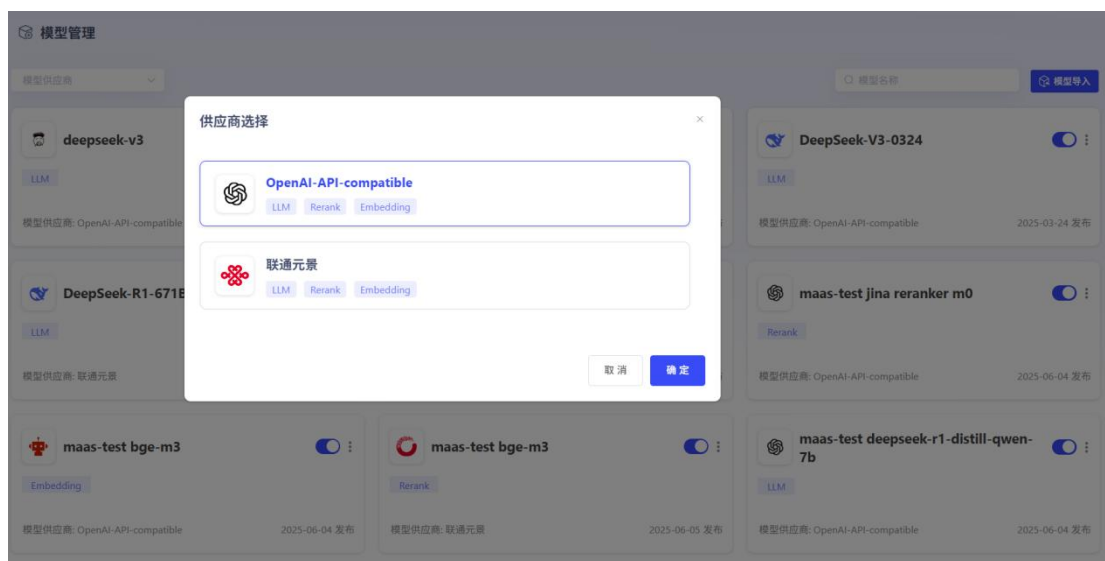 模型管理
模型供应商
模型名称
模型导入
供应商选择
OpenAI-API-compatible
LLM Rerank Embedding
联通元景
LLM Rerank Embedding
取消 确定
deepseek-v3
LLM
模型供应商: OpenAI-API-compatible
DeepSeek-V3-0324
LLM
模型供应商: OpenAI-API-compatible 2025-03-24 发布
DeepSeek-R1-671B
LLM
模型供应商: 联通元景
maas-test jina reranker m0
Rerank
模型供应商: OpenAI-API-compatible 2025-06-04 发布
maas-test bge-m3
Embedding
模型供应商: OpenAI-API-compatible 2025-06-04 发布
maas-test bge-m3
Rerank
模型供应商: 联通元景 2025-06-05 发布
maas-test deepseek-r1-distill-qwen-
7b
LLM
模型供应商: OpenAI-API-compatible 2025-06-04 发布